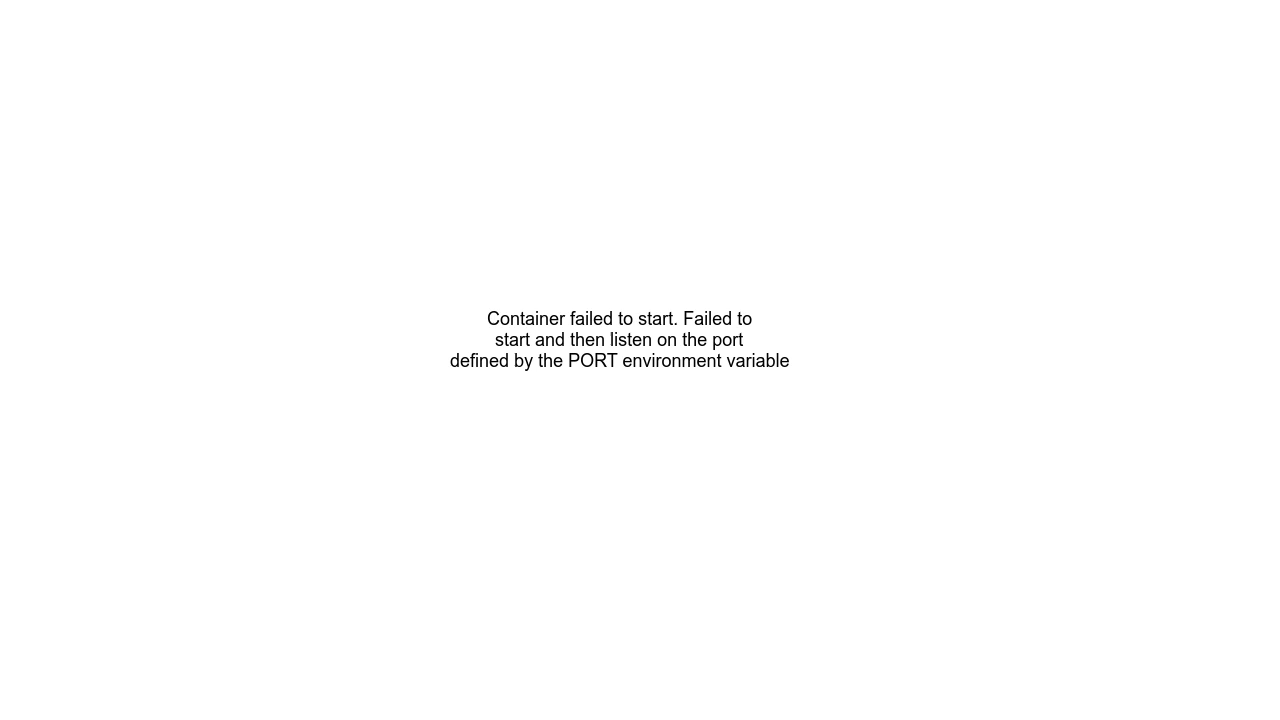 Container failed to start. Failed to
start and then listen on the port
defined by the PORT environment variable